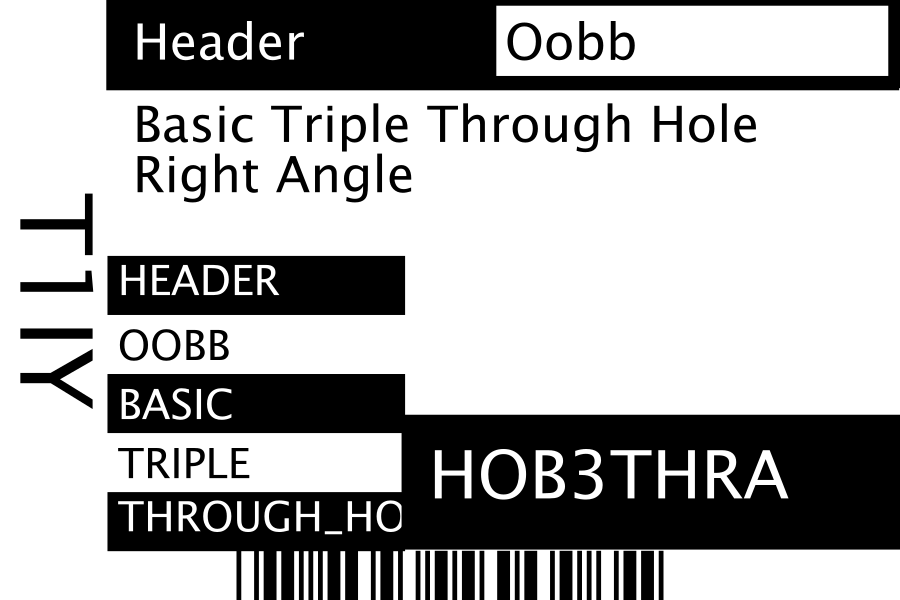 Header
Oobb
Basic Triple Through Hole
Right Angle
T1IY
HEADER
OOBB
BASIC
TRIPLE
THROUGH_HO
HOB3THRA